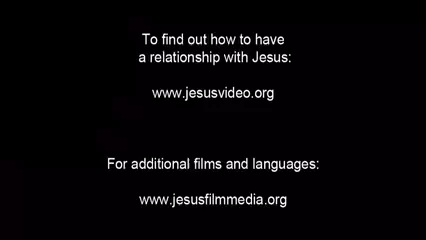 To find out how to have
a relationship with Jesus:
www.jesusvideo.org
For additional films and languages:
www.jesusfilmmedia.org